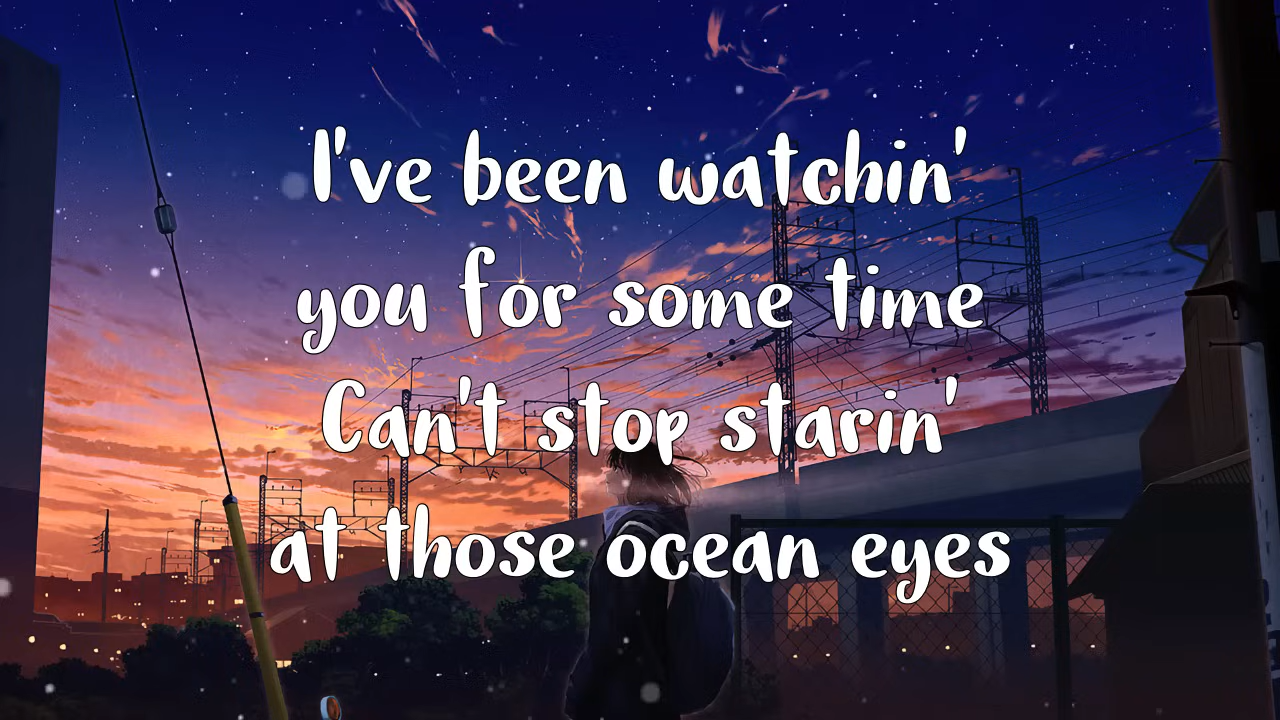 I've been watchin'
you for some time
Can't stop starin'
at those ocean eyes